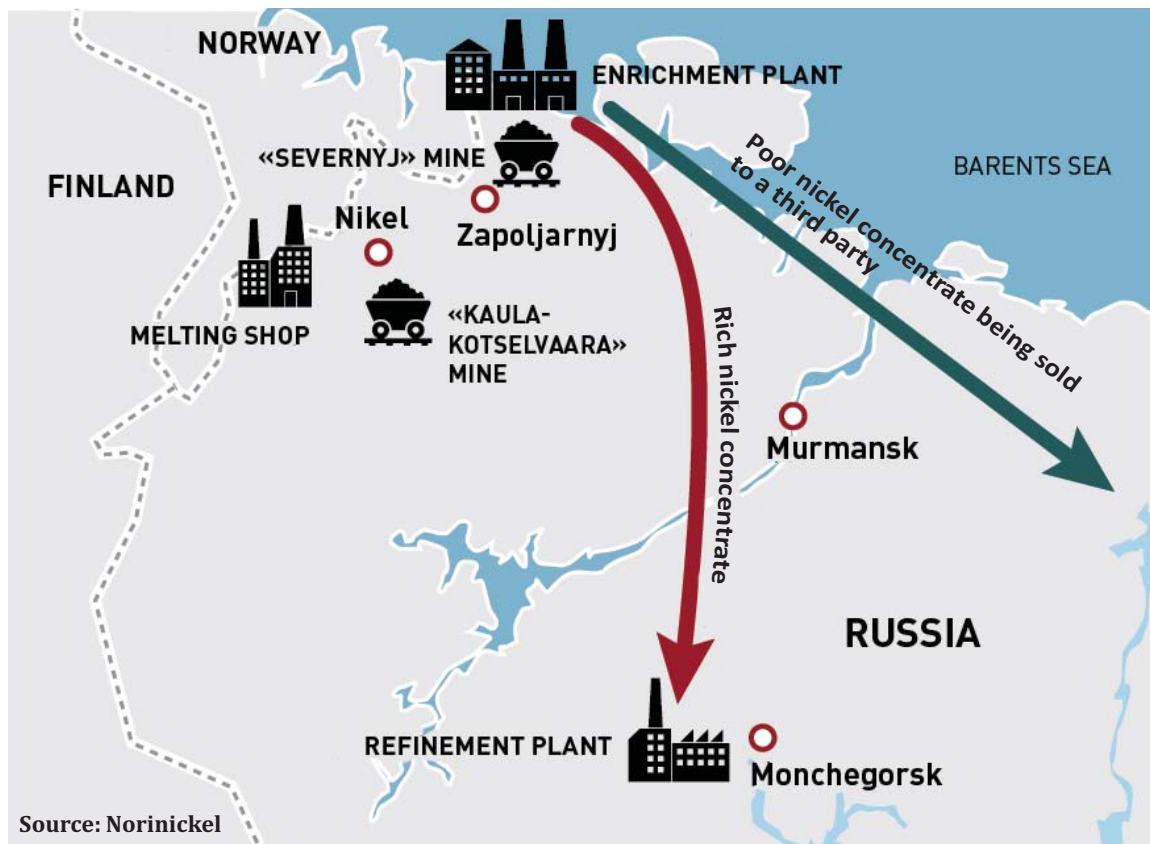 NORWAY
ENRICHMENT PLANT
«SEVERNYJ» MINE
FINLAND
BARENTS SEA
Poor nickel concentrate being sold
to a third party
Nikel
Zapoljarnyj
MELTING SHOP
«KAULA-
KOTSELVAARA»
MINE
Rich nickel concentrate
Murmansk
RUSSIA
REFINEMENT PLANT
Monchegorsk
Source: Norinickel